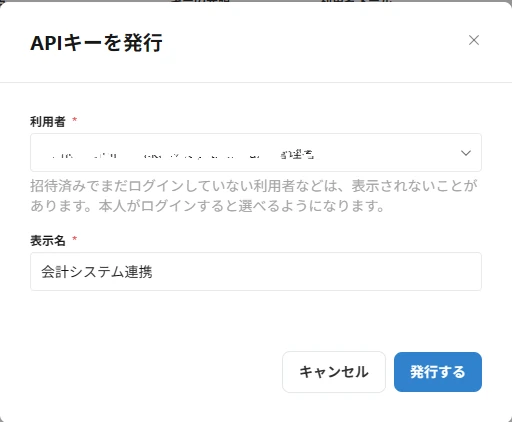 APIキーを発行
利用者 *
招待済みでまだログインしていない利用者などは、表示されないことが
あります。本人がログインすると選べるようになります。
表示名 *
会計システム連携
キャンセル
発行する